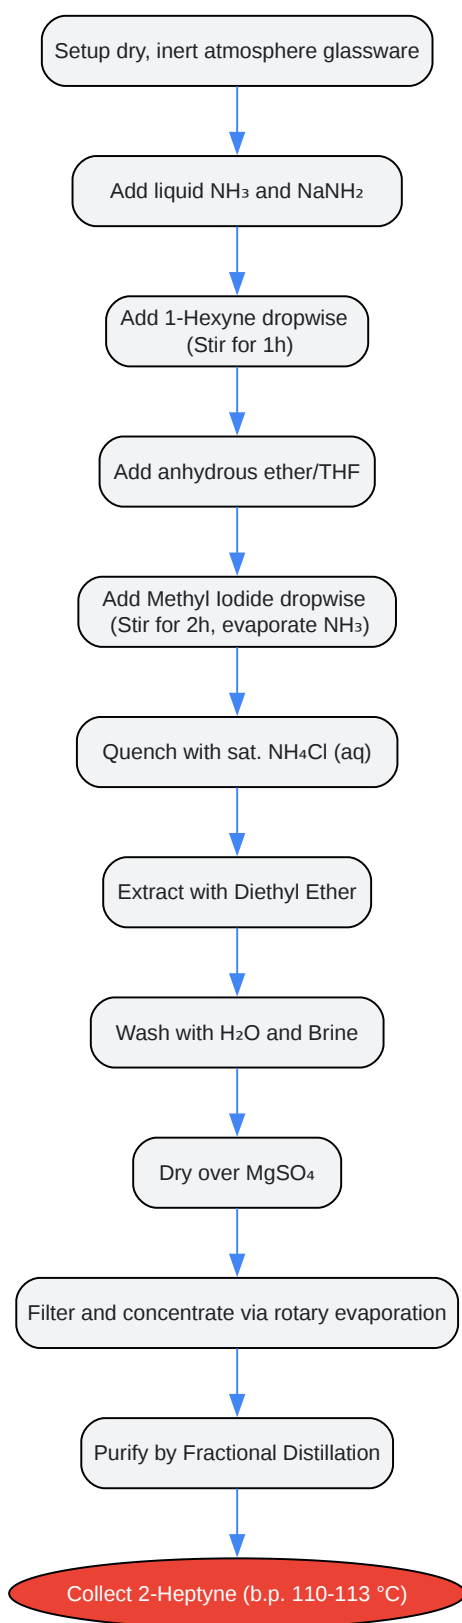 Setup dry, inert atmosphere glassware
Add liquid NH₃ and NaNH₂
Add 1-Hexyne dropwise
(Stir for 1h)
Add anhydrous ether/THF
Add Methyl Iodide dropwise
(Stir for 2h, evaporate NH₃)
Quench with sat. NH₄Cl (aq)
Extract with Diethyl Ether
Wash with H₂O and Brine
Dry over MgSO₄
Filter and concentrate via rotary evaporation
Purify by Fractional Distillation
Collect 2-Heptyne (b.p. 110-113 °C)